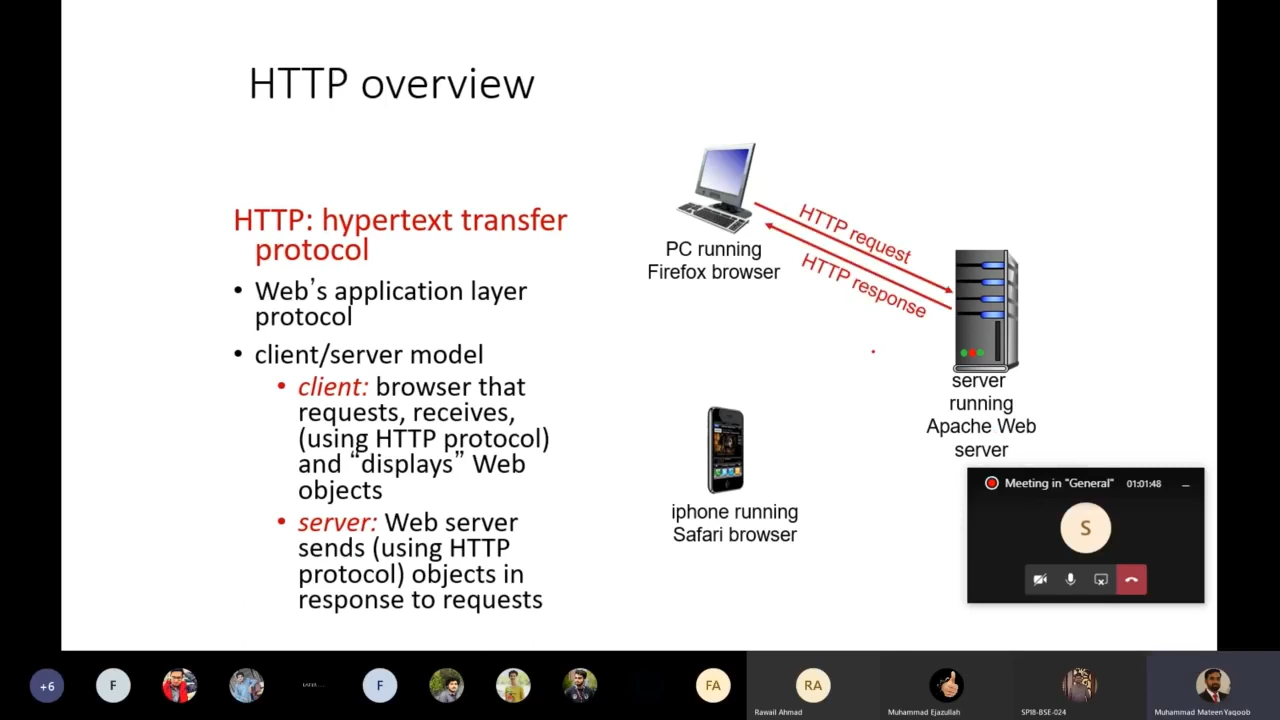 HTTP overview
HTTP: hypertext transfer
protocol
• Web's application layer
protocol
• client/server model
• client: browser that
requests, receives,
(using HTTP protocol)
and “displays” Web
objects
• server: Web server
sends (using HTTP
protocol) objects in
response to requests
PC running
Firefox browser
HTTP request
HTTP response
server
running
Apache Web
server
iphone running
Safari browser
Meeting in "General"
01:01:48
S
+6
F
F
FA
RA
Rawail Ahmad
Muhammad Ejazullah
SP18-BSE-024
Muhammad Mateen Yaqoob